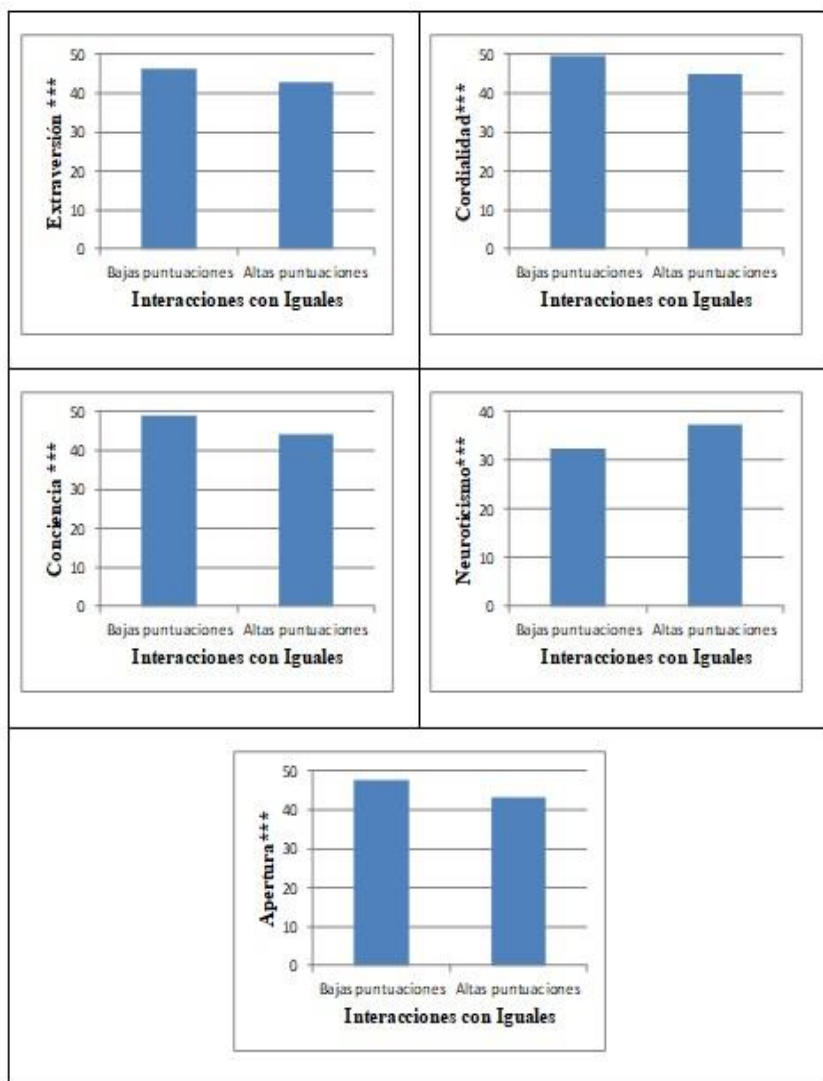 Extraversión ***
50
40
30
20
10
0
Bajas puntuaciones Altas puntuaciones
Interacciones con Iguales
Cordialidad***
50
40
30
20
10
0
Bajas puntuaciones Altas puntuaciones
Interacciones con Iguales
Conciencia ***
50
40
30
20
10
0
Bajas puntuaciones Altas puntuaciones
Interacciones con Iguales
Neuroticismo***
40
30
20
10
0
Bajas puntuaciones Altas puntuaciones
Interacciones con Iguales
Apertura***
50
40
30
20
10
0
Bajas puntuaciones Altas puntuaciones
Interacciones con Iguales